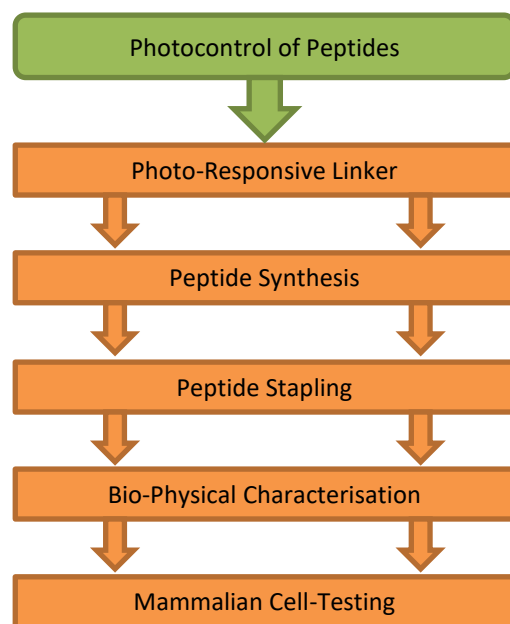 Photocontrol of Peptides
Photo-Responsive Linker
Peptide Synthesis
Peptide Stapling
Bio-Physical Characterisation
Mammalian Cell-Testing